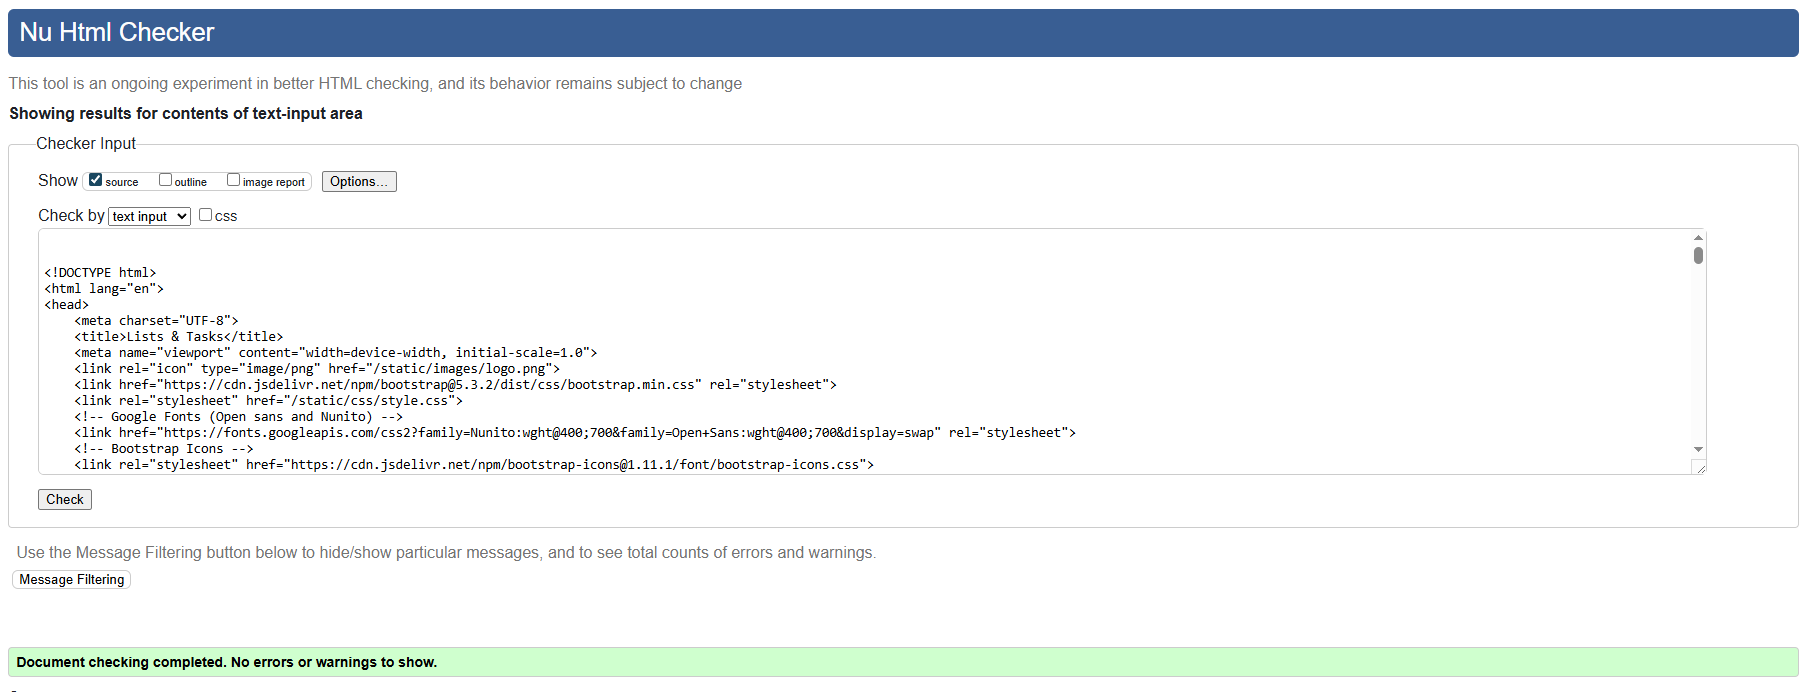 Nu Html Checker
This tool is an ongoing experiment in better HTML checking, and its behavior remains subject to change
Showing results for contents of text-input area
Checker Input
Show source outline image report Options...
Check by text input css
<!DOCTYPE html>
<html lang="en">
<head>
    <meta charset="UTF-8">
    <title>Lists & Tasks</title>
    <meta name="viewport" content="width=device-width, initial-scale=1.0">
    <link rel="icon" type="image/png" href="/static/images/logo.png">
    <link href="https://cdn.jsdelivr.net/npm/bootstrap@5.3.2/dist/css/bootstrap.min.css" rel="stylesheet">
    <link rel="stylesheet" href="/static/css/style.css">
    <!-- Google Fonts (Open sans and Nunito) -->
    <link href="https://fonts.googleapis.com/css2?family=Nunito:wght@400;700&family=Open+Sans:wght@400;700&display=swap" rel="stylesheet">
    <!-- Bootstrap Icons -->
    <link rel="stylesheet" href="https://cdn.jsdelivr.net/npm/bootstrap-icons@1.11.1/font/bootstrap-icons.css">
Check
Use the Message Filtering button below to hide/show particular messages, and to see total counts of errors and warnings.
Message Filtering
Document checking completed. No errors or warnings to show.